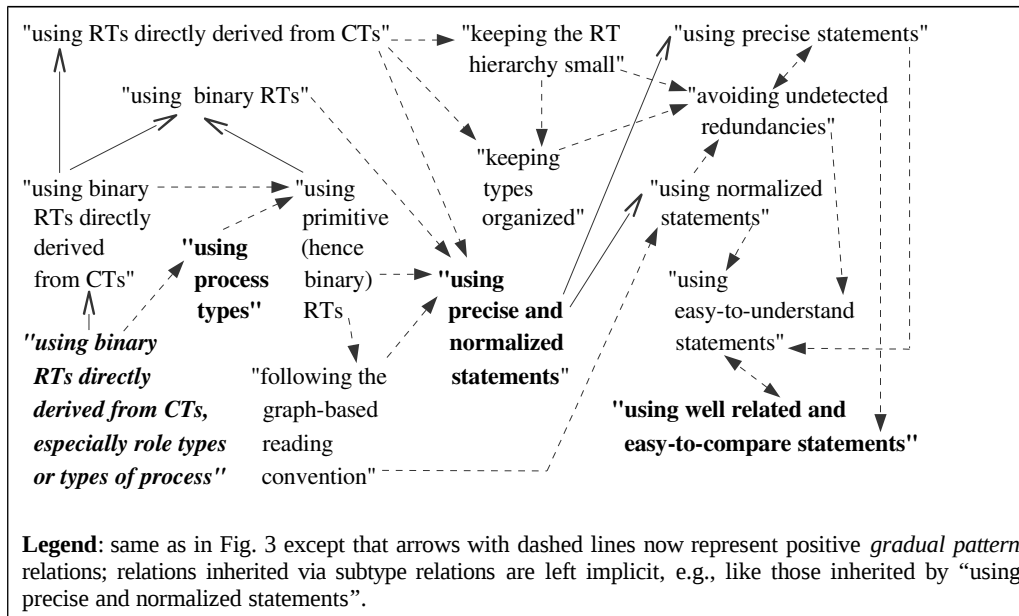 "using RTs directly derived from CTs"
"keeping the RT
hierarchy small"
"using precise statements"
"using binary RTs"
"avoiding undetected
redundancies"
"keeping
types
organized"
"using binary
RTs directly
derived
from CTs"
"using
process
types"
"using
primitive
(hence
binary)
RTs
"using normalized
statements"
"using
precise and
normalized
statements"
"using
easy-to-understand
statements"
"using binary
RTs directly
derived from CTs,
especially role types
or types of process"
"following the
graph-based
reading
convention"
"using well related and
easy-to-compare statements"
Legend: same as in Fig. 3 except that arrows with dashed lines now represent positive gradual pattern
relations; relations inherited via subtype relations are left implicit, e.g., like those inherited by “using
precise and normalized statements”.